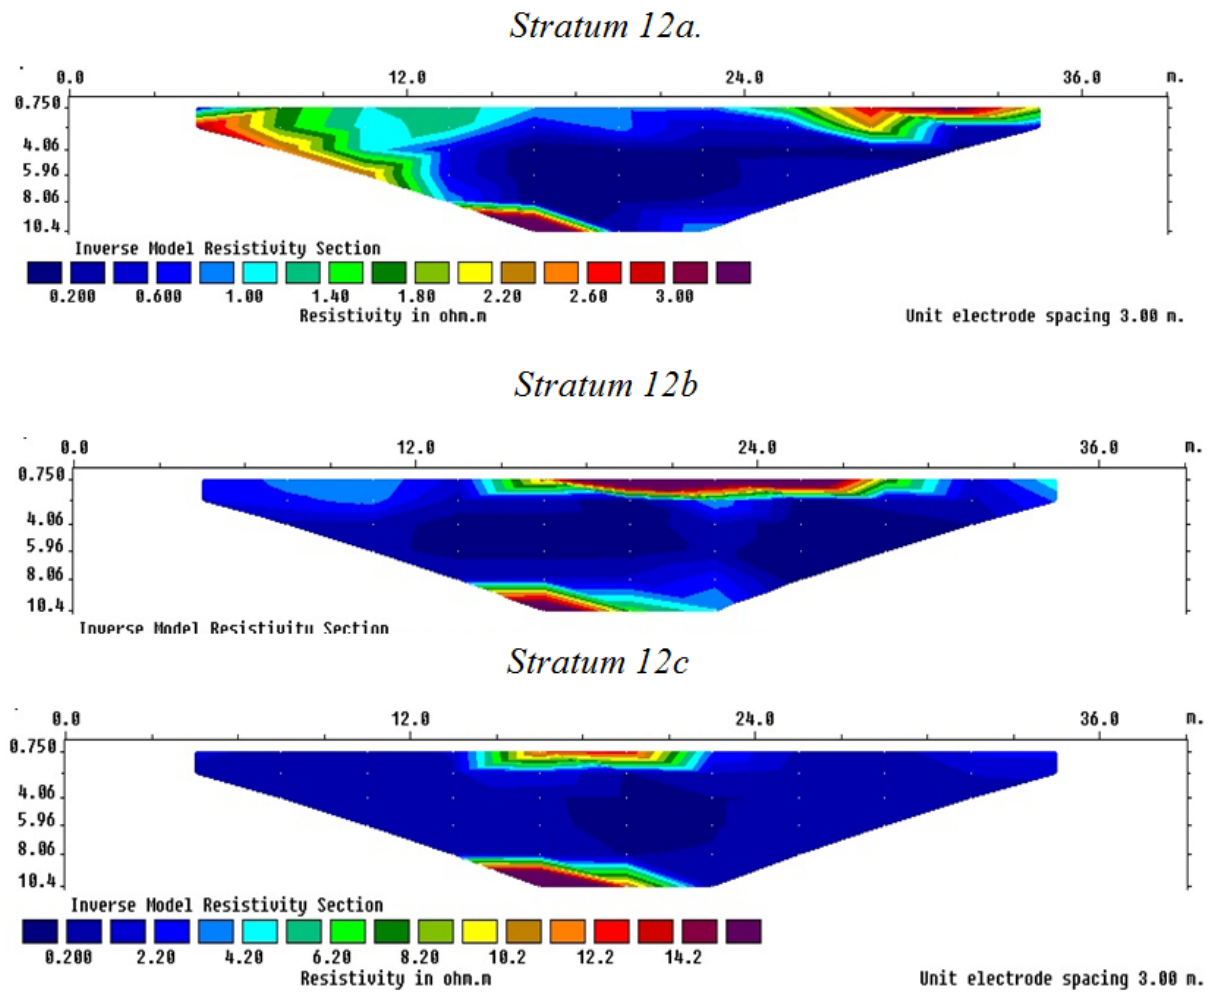 Stratum 12a.
0.0 12.0 24.0 36.0 m.
0.750
4.06
5.96
8.06
10.4
Inverse Model Resistivity Section
0.200 0.600 1.00 1.40 1.80 2.20 2.60 3.00
Resistivity in ohm.m Unit electrode spacing 3.00 m.
Stratum 12b
0.0 12.0 24.0 36.0 m.
0.750
4.06
5.96
8.06
10.4
Inverse Model Resistivity Section
Stratum 12c
0.0 12.0 24.0 36.0 m.
0.750
4.06
5.96
8.06
10.4
Inverse Model Resistivity Section
0.200 2.20 4.20 6.20 8.20 10.2 12.2 14.2
Resistivity in ohm.m Unit electrode spacing 3.00 m.